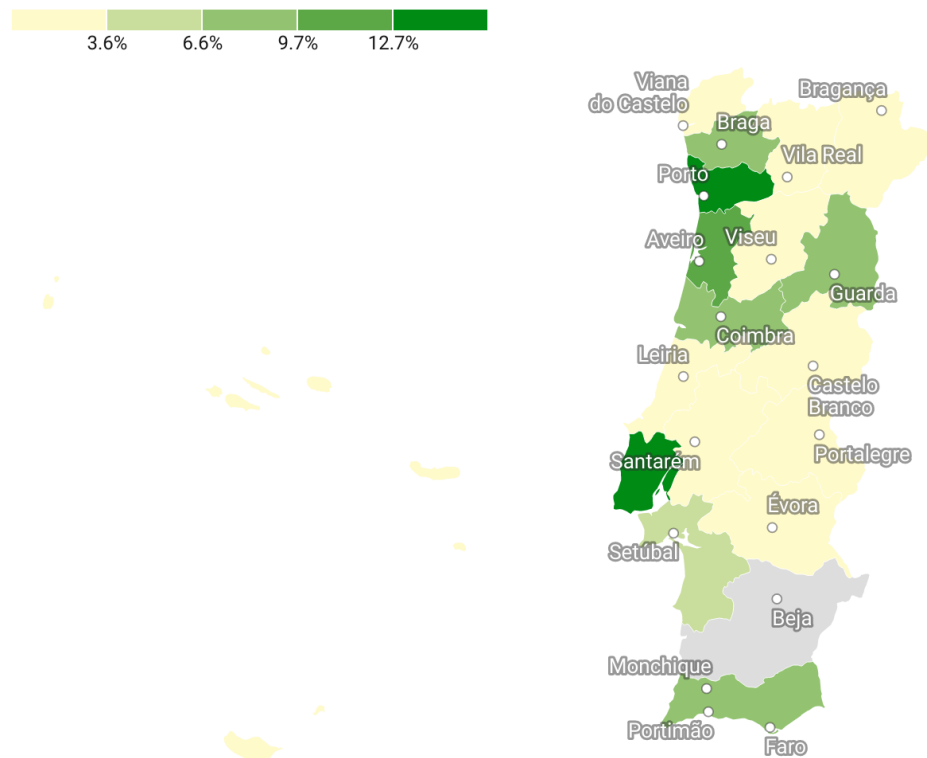 3.6% 6.6% 9.7% 12.7%
Viana
do Castelo
Bragança
Braga
Vila Real
Porto
Aveiro
Viseu
Guarda
Coimbra
Leiria
Castelo
Branco
Portalegre
Santarém
Évora
Setúbal
Beja
Monchique
Portimão
Faro